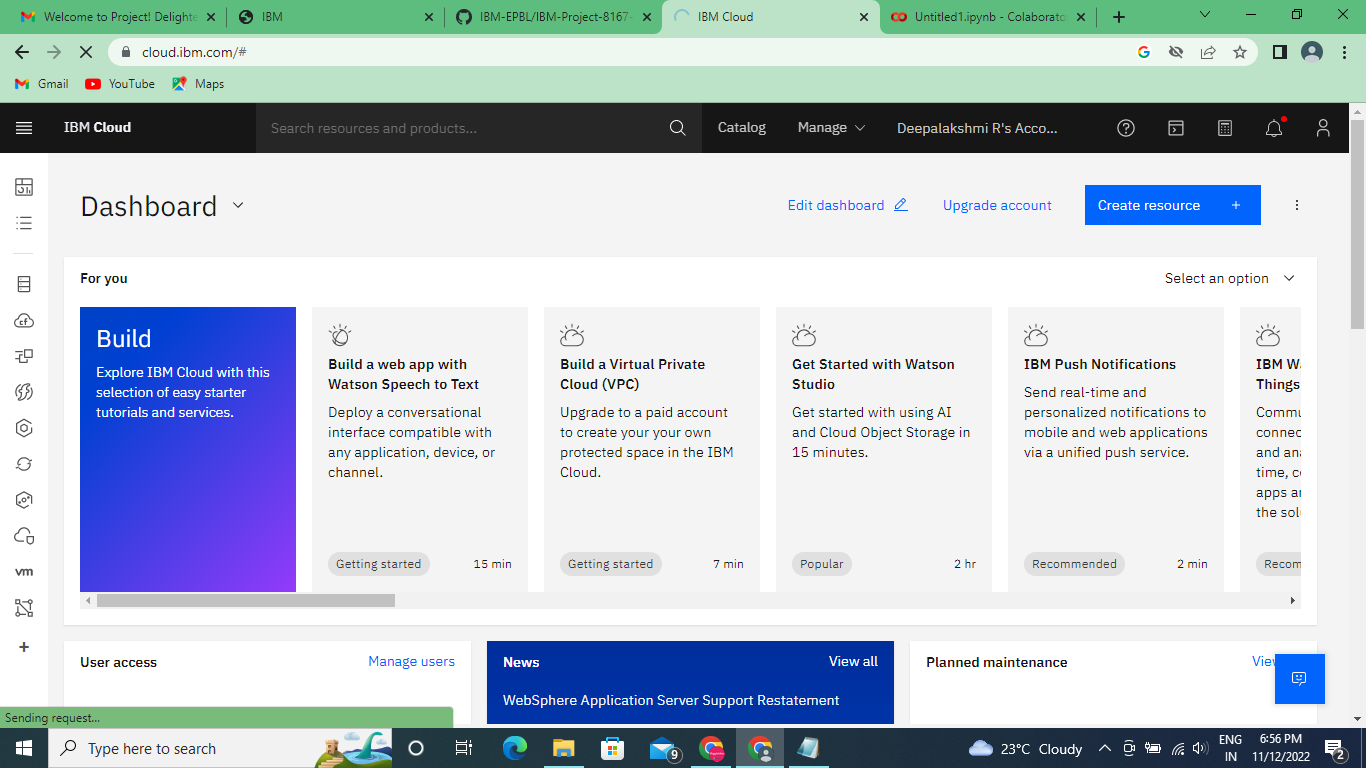 Welcome to Project! Delighte
IBM
IBM-EPBL/IBM-Project-8167-
IBM Cloud
Untitled1.ipynb - Colaborato
cloud.ibm.com/#
Gmail
YouTube
Maps
IBM Cloud
Search resources and products...
Catalog
Manage
Deepalakshmi R's Acco...
Dashboard
Edit dashboard
Upgrade account
Create resource +
For you
Select an option
Build
Explore IBM Cloud with this
selection of easy starter
tutorials and services.
Build a web app with
Watson Speech to Text
Deploy a conversational
interface compatible with
any application, device, or
channel.
Getting started
15 min
Build a Virtual Private
Cloud (VPC)
Upgrade to a paid account
to create your your own
protected space in the IBM
Cloud.
Getting started
7 min
Get Started with Watson
Studio
Get started with using AI
and Cloud Object Storage in
15 minutes.
Popular
2 hr
IBM Push Notifications
Send real-time and
personalized notifications to
mobile and web applications
via a unified push service.
Recommended
2 min
IBM W
Things
Commu
connec
and ana
time, co
apps an
the solu
Recom
vm
User access
Manage users
News
View all
WebSphere Application Server Support Restatement
Planned maintenance
View
Sending request...
Type here to search
9
23°C Cloudy
ENG
IN
6:56 PM
11/12/2022
2